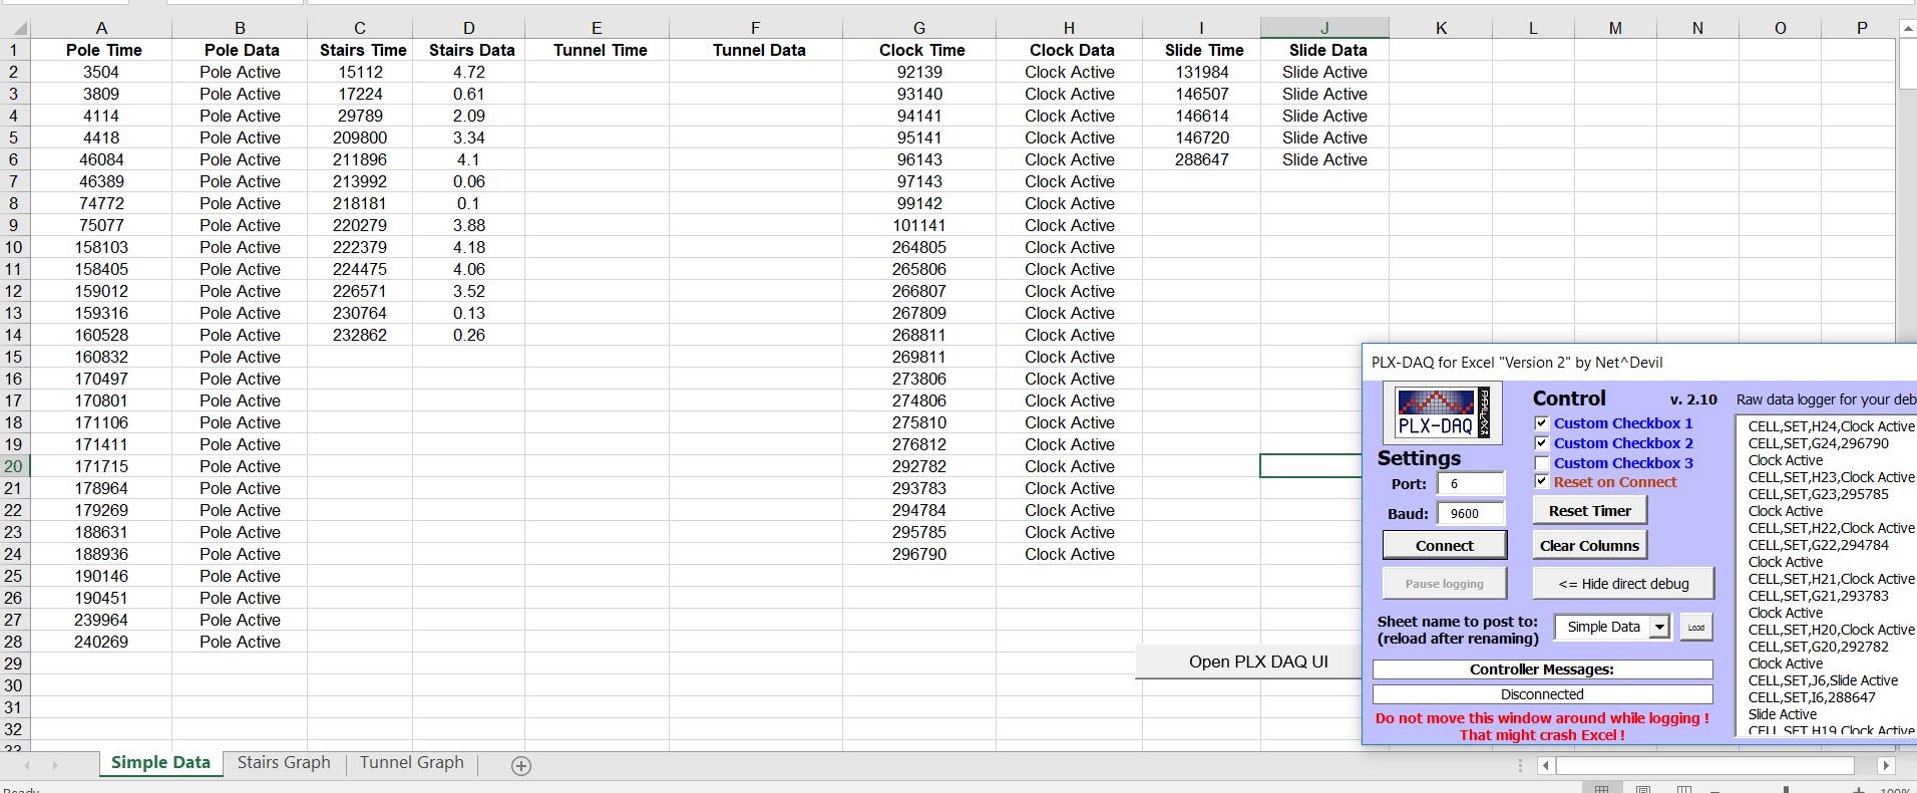 A B C D E F G H I J K L M N O P
1 Pole Time Pole Data Stairs Time Stairs Data Tunnel Time Tunnel Data Clock Time Clock Data Slide Time Slide Data
2 3504 Pole Active 15112 4.72 92139 Clock Active 131984 Slide Active
3 3809 Pole Active 17224 0.61 93140 Clock Active 146507 Slide Active
4 4114 Pole Active 29789 2.09 94141 Clock Active 146614 Slide Active
5 4418 Pole Active 209800 3.34 95141 Clock Active 146720 Slide Active
6 46084 Pole Active 211896 4.1 96143 Clock Active 288647 Slide Active
7 46389 Pole Active 213992 0.06 97143 Clock Active
8 74772 Pole Active 218181 0.1 99142 Clock Active
9 75077 Pole Active 220279 3.88 101141 Clock Active
10 158103 Pole Active 222379 4.18 264805 Clock Active
11 158405 Pole Active 224475 4.06 265806 Clock Active
12 159012 Pole Active 226571 3.52 266807 Clock Active
13 159316 Pole Active 230764 0.13 267809 Clock Active
14 160528 Pole Active 232862 0.26 268811 Clock Active
15 160832 Pole Active 269811 Clock Active
16 170497 Pole Active 273806 Clock Active
17 170801 Pole Active 274806 Clock Active
18 171106 Pole Active 275810 Clock Active
19 171411 Pole Active 276812 Clock Active
20 171715 Pole Active 292782 Clock Active
21 178964 Pole Active 293783 Clock Active
22 179269 Pole Active 294784 Clock Active
23 188631 Pole Active 295785 Clock Active
24 188936 Pole Active 296790 Clock Active
25 190146 Pole Active
26 190451 Pole Active
27 239964 Pole Active
28 240269 Pole Active
29
30
31
32
33
Open PLX DAQ UI
PLX-DAQ for Excel "Version 2" by Net^Devil
PLX-DAQ
PARALLAX
Settings
Port: 6
Baud: 9600
Connect
Pause logging
Control v. 2.10
Custom Checkbox 1
Custom Checkbox 2
Custom Checkbox 3
Reset on Connect
Reset Timer
Clear Columns
<= Hide direct debug
Sheet name to post to:
(reload after renaming)
Simple Data
Load
Controller Messages:
Disconnected
Do not move this window around while logging !
That might crash Excel !
Raw data logger for your deb
CELL,SET,H24,Clock Active
CELL,SET,G24,296790
Clock Active
CELL,SET,H23,Clock Active
CELL,SET,G23,295785
Clock Active
CELL,SET,H22,Clock Active
CELL,SET,G22,294784
Clock Active
CELL,SET,H21,Clock Active
CELL,SET,G21,293783
Clock Active
CELL,SET,H20,Clock Active
CELL,SET,G20,292782
Clock Active
CELL,SET,J6,Slide Active
CELL,SET,I6,288647
Slide Active
CELL,SET,H19,Clock Active
Simple Data Stairs Graph Tunnel Graph
Ready
100%